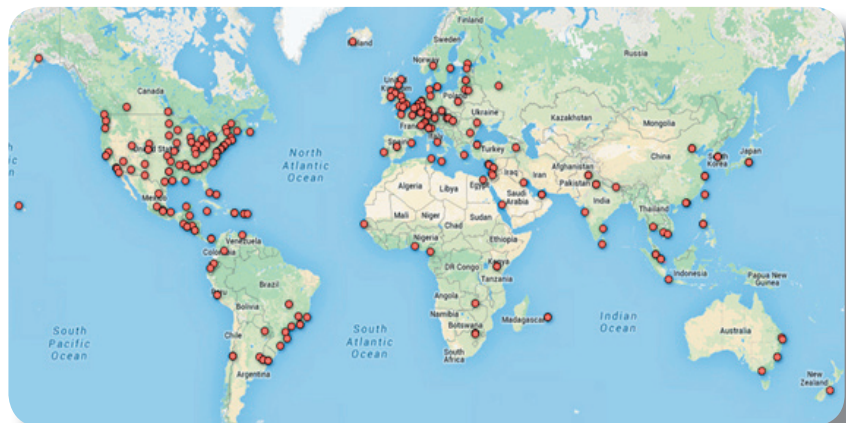 Finland
Sweden
Norway
Russia
Canada
Ukraine
Kazakhstan
Mongolia
Turkey
China
Japan
South
Korea
North
Atlantic
Ocean
Afghanistan
Iraq
Iran
Pakistan
Algeria
Libya
Egypt
Saudi
Arabia
India
Thailand
Mexico
Mali
Niger
Chad
Sudan
Nigeria
Ethiopia
Venezuela
Colombia
Kenya
DR Congo
Tanzania
Indonesia
Papua New
Guinea
Brazil
Peru
Bolivia
Angola
Namibia
Botswana
Madagascar
Indian
Ocean
Australia
South
Pacific
Ocean
South
Atlantic
Ocean
Chile
Argentina
South
Africa
New
Zealand